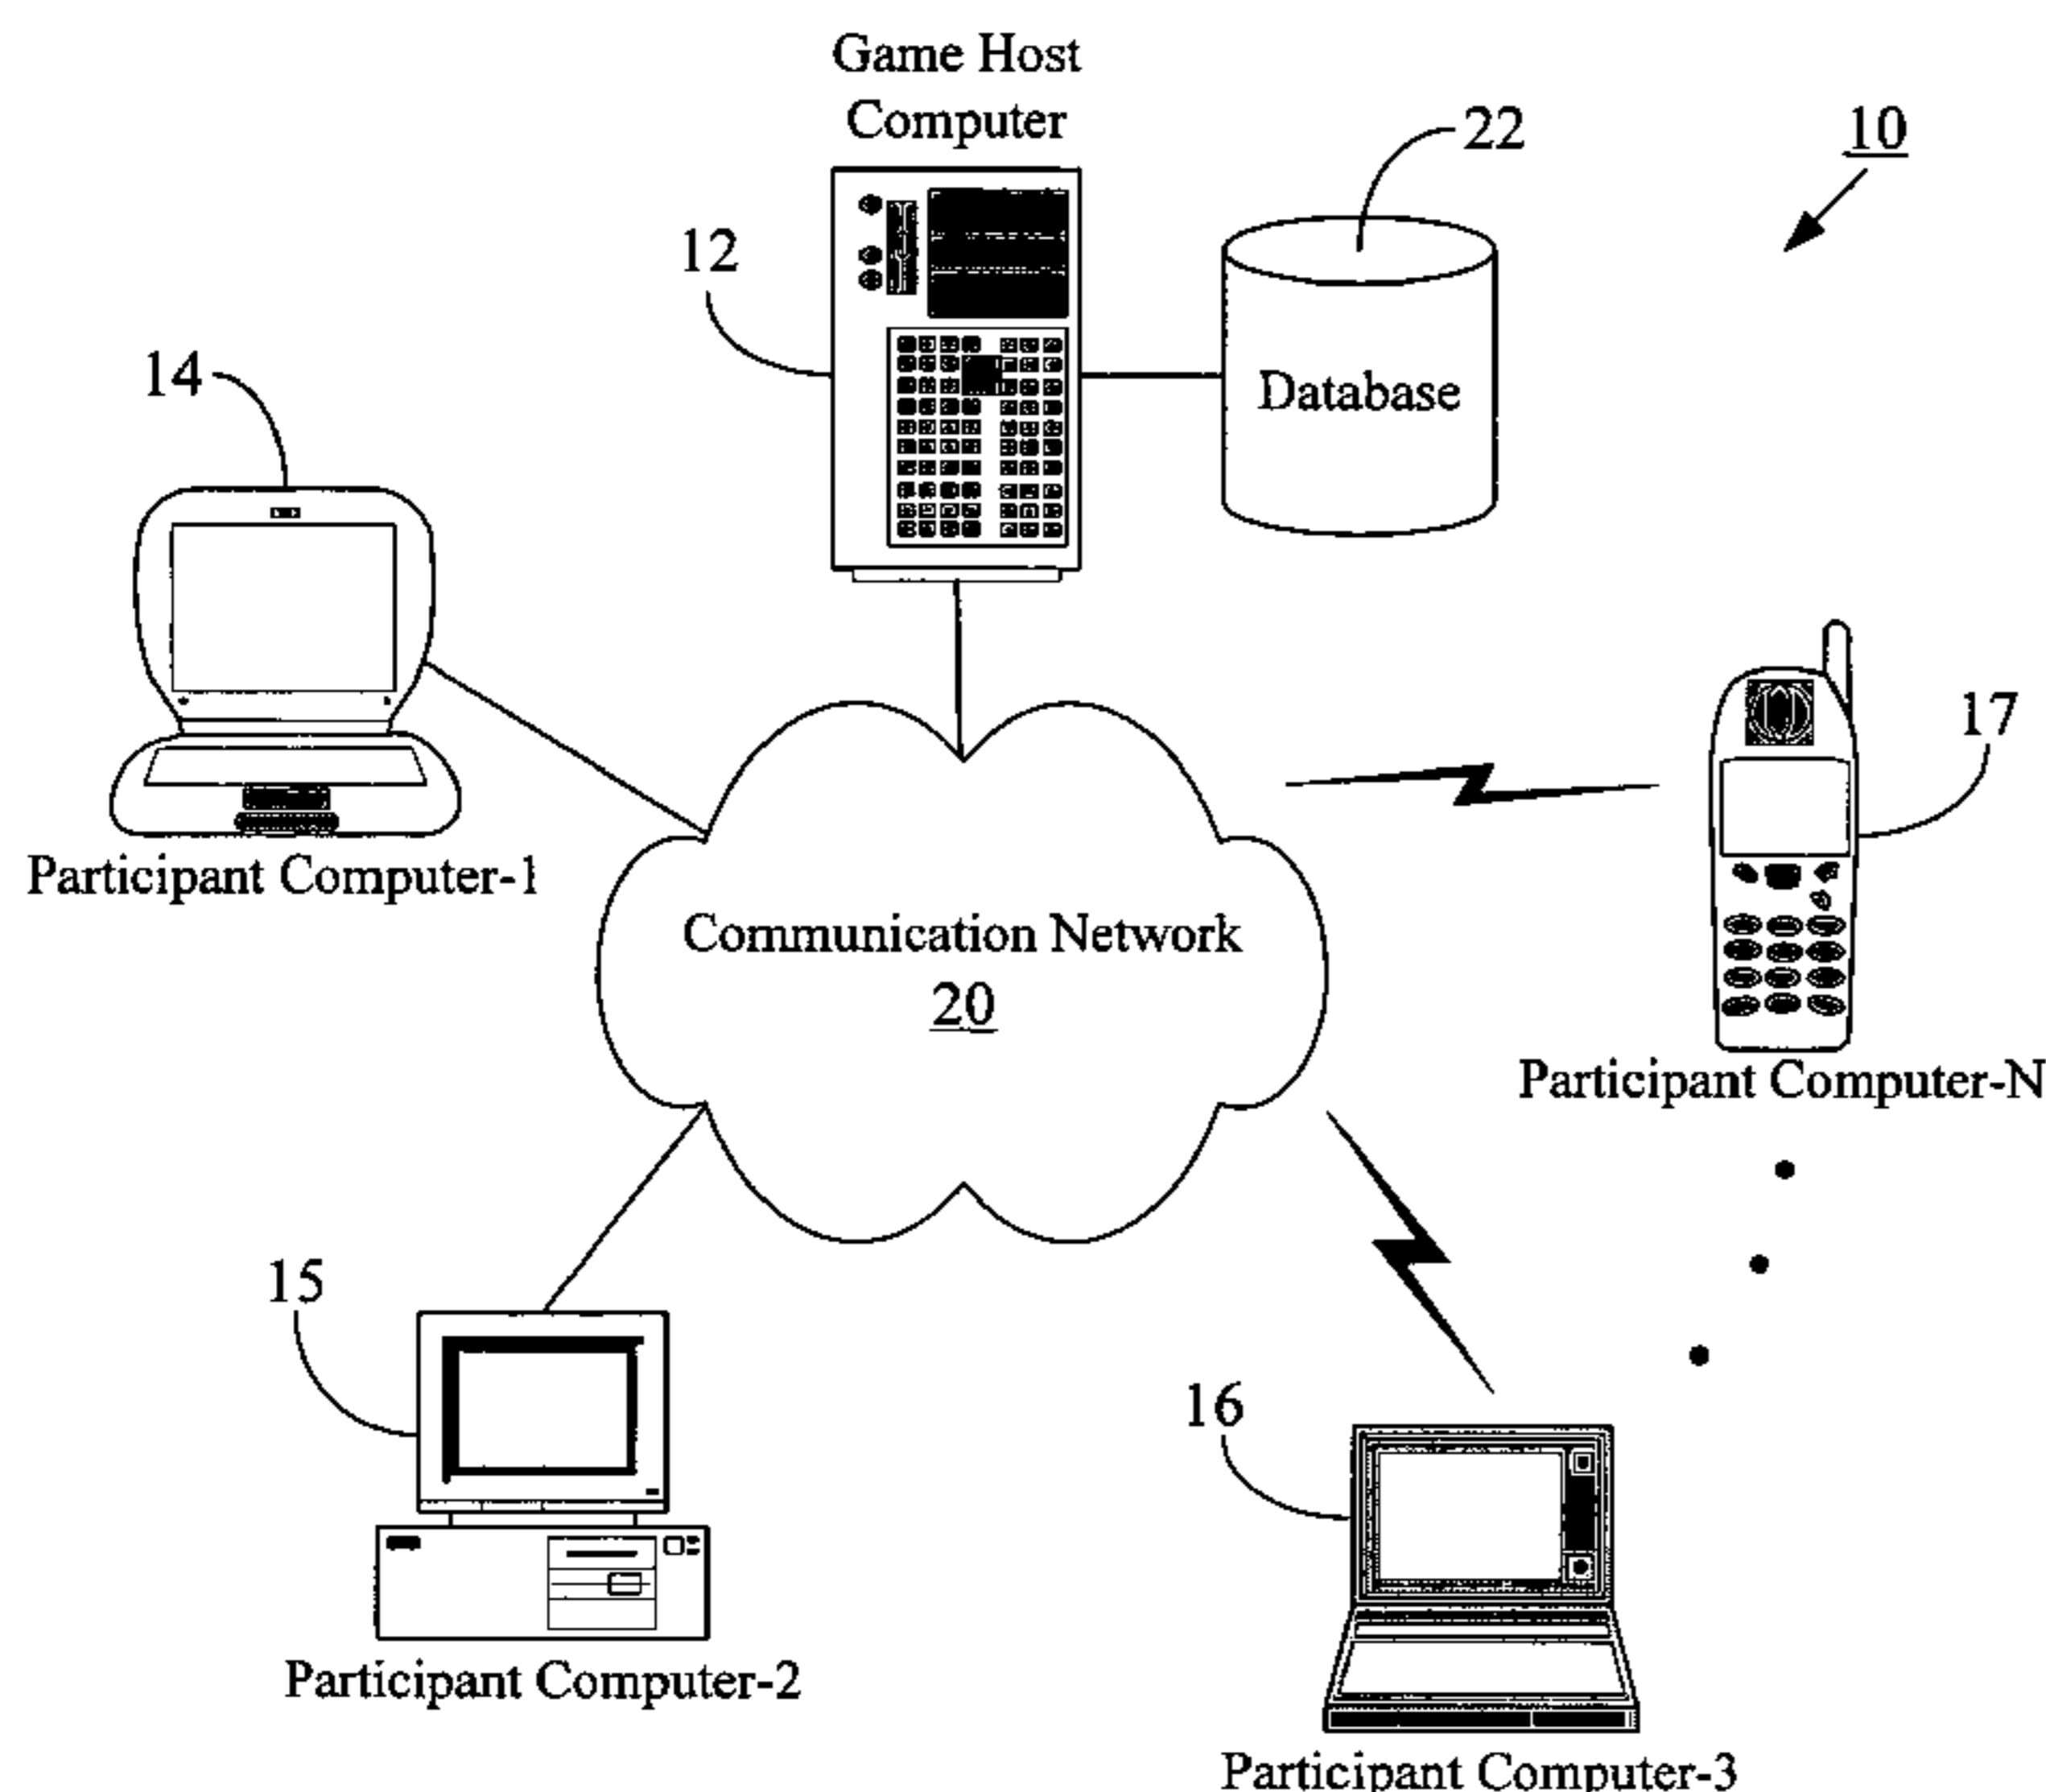 Game Host
Computer
22
10
12
Database
14
Participant Computer-1
17
Communication Network
20
Participant Computer-N
15
Participant Computer-2
16
Participant Computer-3